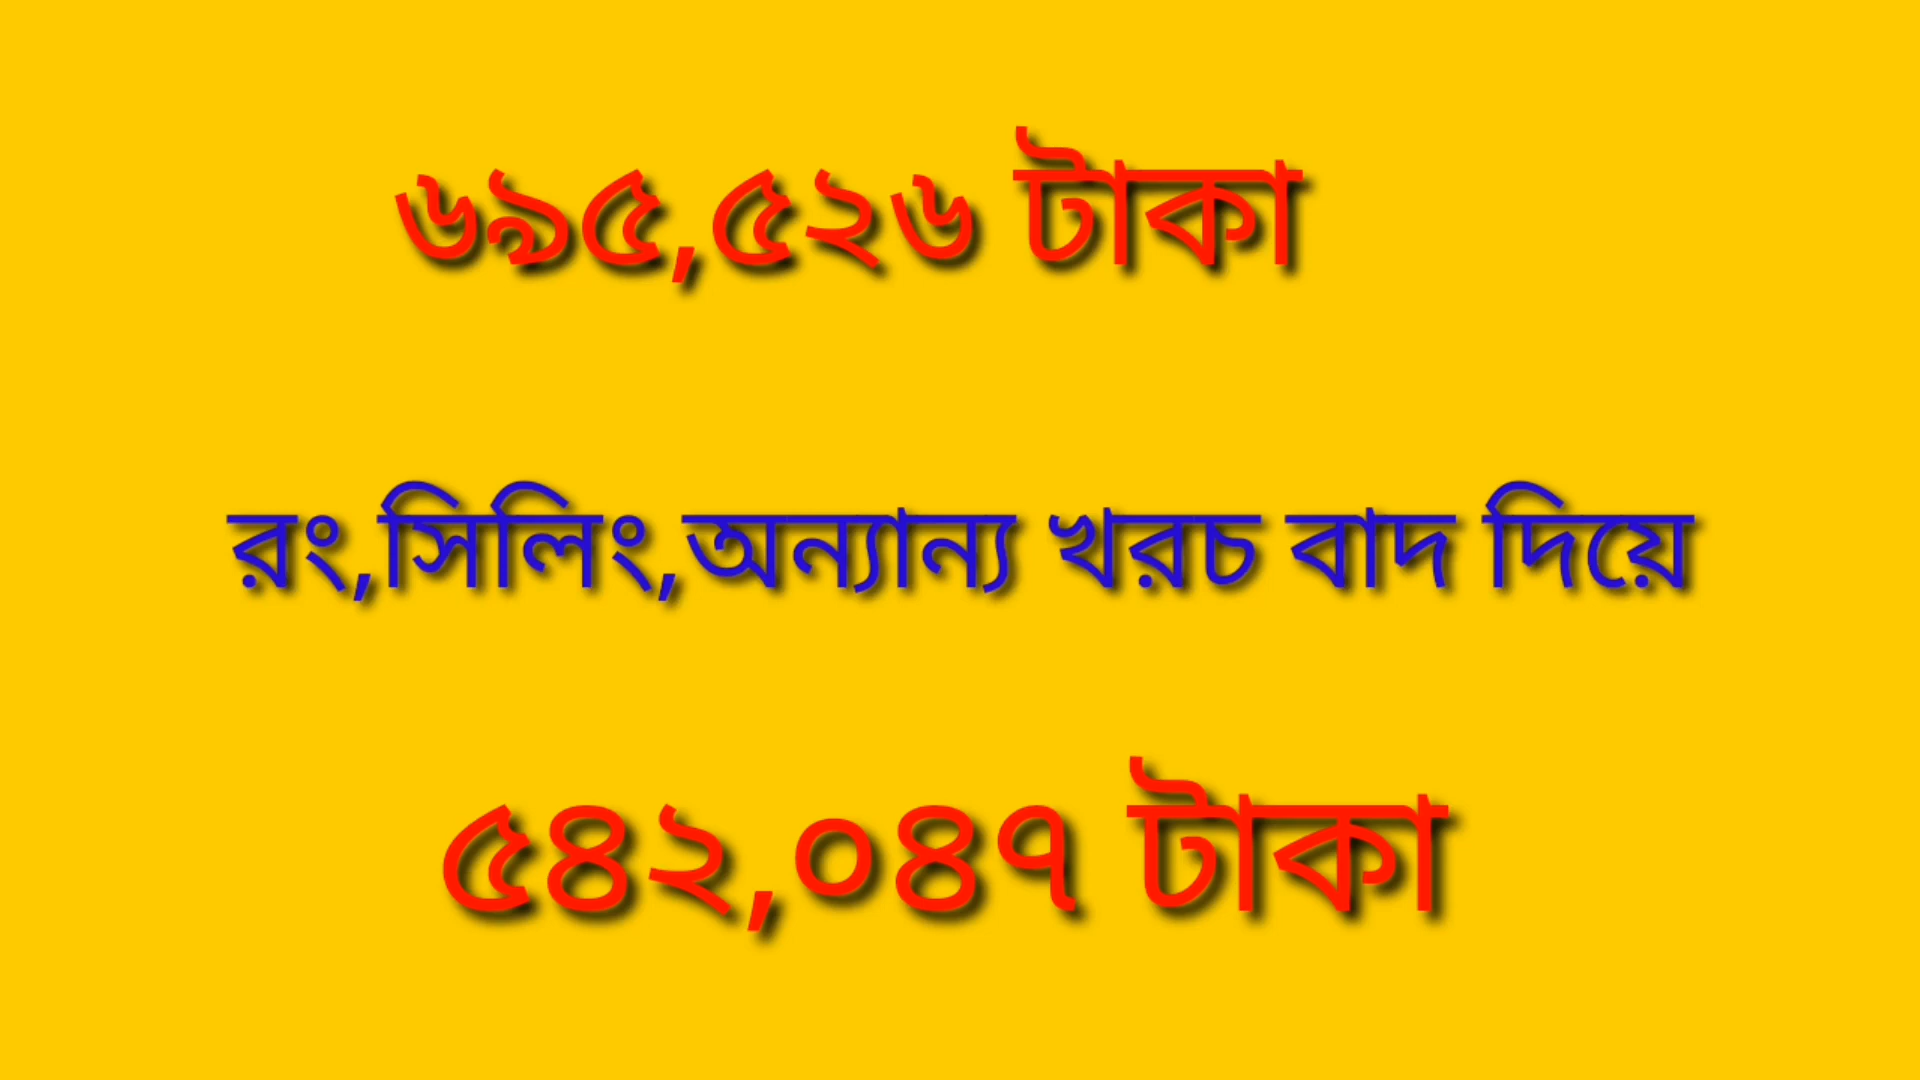 ৬৯৫,৫২৬ টাকা
রং,সিলিং,অন্যান্য খরচ বাদ দিয়ে
৫৪২,০৪৭ টাকা